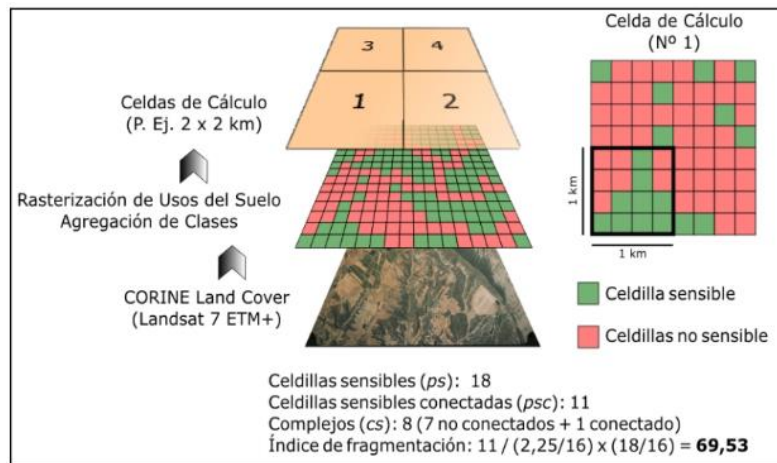 3
4
1
2
Celdas de Cálculo
(P. Ej. 2 x 2 km)
Rasterización de Usos del Suelo
Agregación de Clases
CORINE Land Cover
(Landsat 7 ETM+)
Celda de Cálculo
(Nº 1)
1 km
1 km
Celdilla sensible
Celdillas no sensible
Celdillas sensibles (ps): 18
Celdillas sensibles conectadas (psc): 11
Complejos (cs): 8 (7 no conectados + 1 conectado)
Índice de fragmentación: 11 / (2,25/16) x (18/16) = 69,53